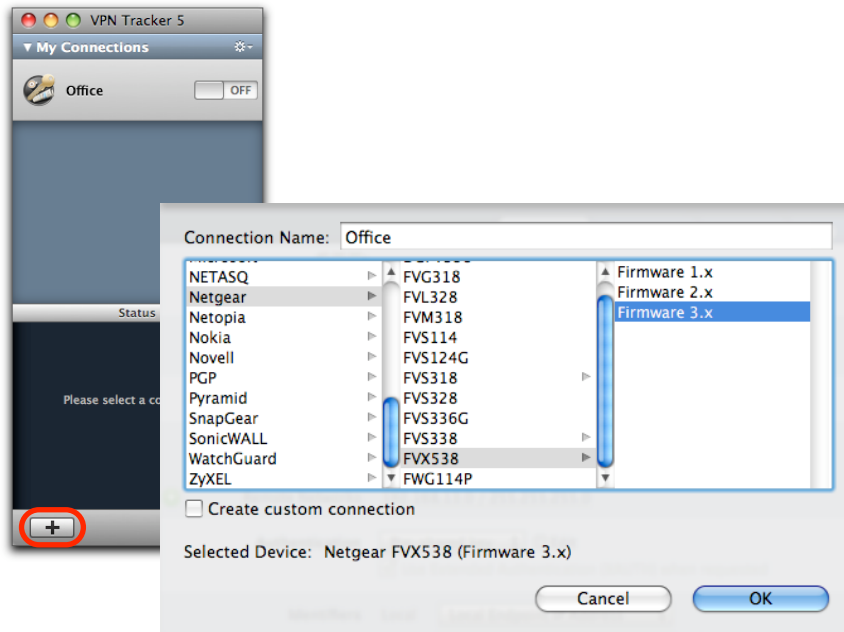 VPN Tracker 5
My Connections
Office
OFF
Status
Please select a co
Connection Name: Office
NETASQ
Netgear
Netopia
Nokia
Novell
PGP
Pyramid
SnapGear
SonicWALL
WatchGuard
ZyXEL
FVG318
FVL328
FVM318
FVS114
FVS124G
FVS318
FVS328
FVS336G
FVS338
FVX538
FWG114P
Firmware 1.x
Firmware 2.x
Firmware 3.x
Create custom connection
Selected Device: Netgear FVX538 (Firmware 3.x)
Cancel
OK